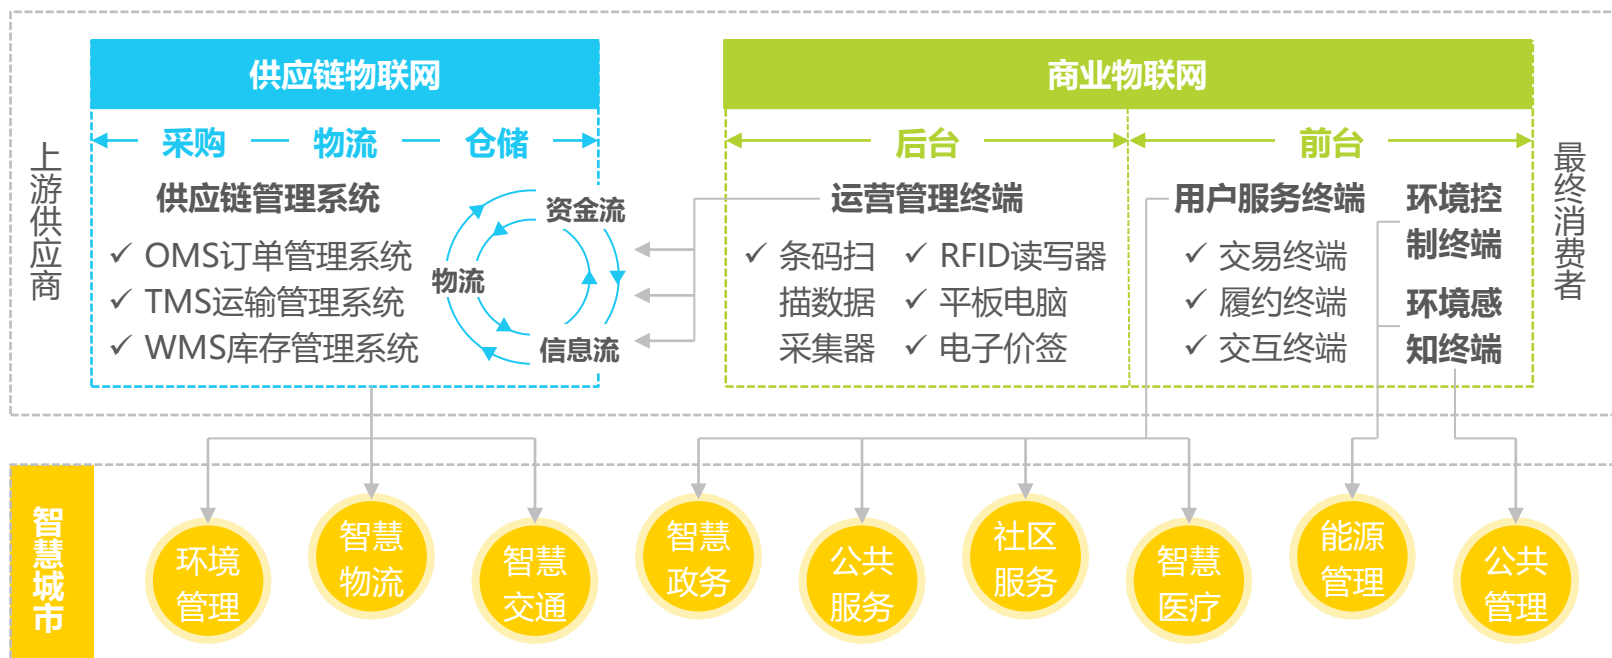 供应链物联网
商业物联网
上游供应商
采购
物流
仓储
供应链管理系统
✓ OMS订单管理系统
✓ TMS运输管理系统
✓ WMS库存管理系统
资金流
物流
信息流
后台
运营管理终端
✓ 条码扫
描数据
采集器
✓ RFID读写器
✓ 平板电脑
✓ 电子价签
前台
用户服务终端
✓ 交易终端
✓ 履约终端
✓ 交互终端
环境控
制终端
环境感
知终端
最终消费者
智慧城市
环境
管理
智慧
物流
智慧
交通
智慧
政务
公共
服务
社区
服务
智慧
医疗
能源
管理
公共
管理